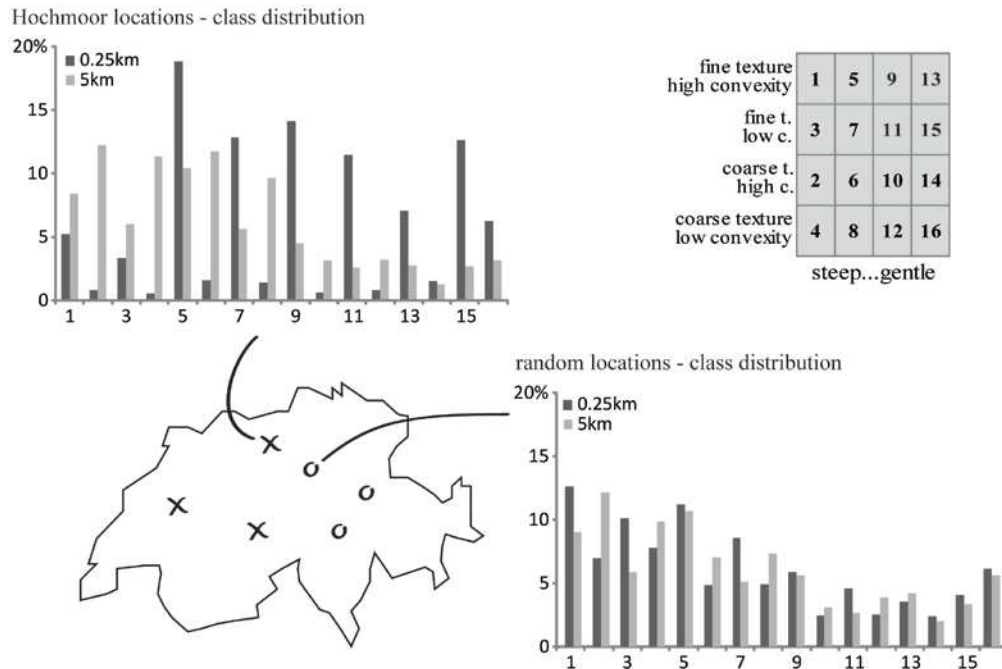 Hochmoor locations - class distribution
20%
15
10
5
0
0.25km
5km
1 3 5 7 9 11 13 15
fine texture
high convexity
1 5 9 13
fine t.
low c.
3 7 11 15
coarse t.
high c.
2 6 10 14
coarse texture
low convexity
4 8 12 16
steep...gentle
random locations - class distribution
20%
15
10
5
0
0.25km
5km
1 3 5 7 9 11 13 15